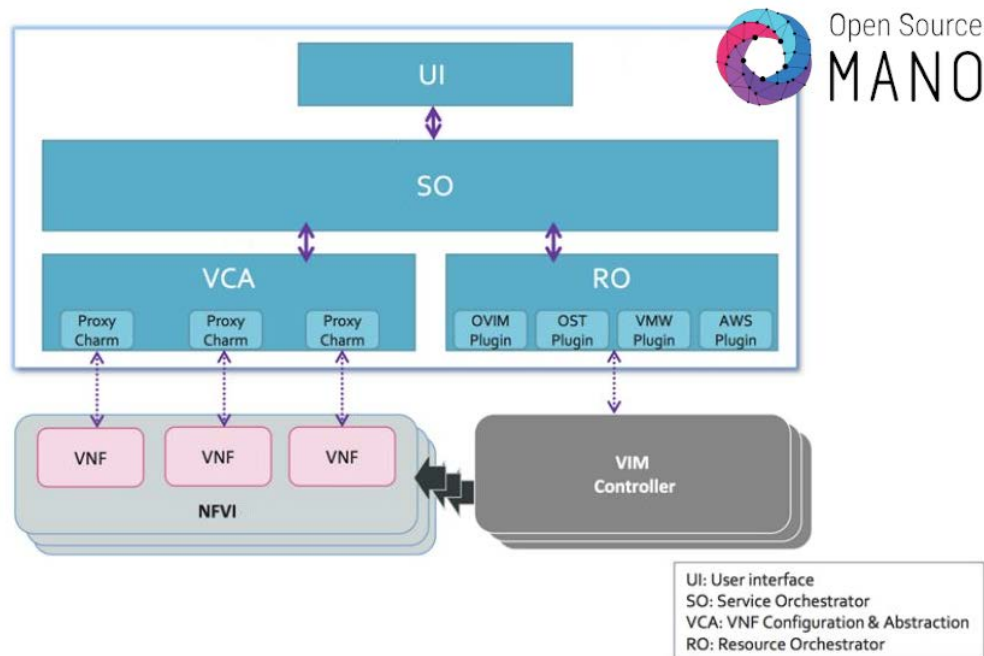 Open Source
MANO
UI
SO
VCA
RO
Proxy
Charm
Proxy
Charm
Proxy
Charm
OVIM
Plugin
OST
Plugin
VMW
Plugin
AWS
Plugin
VNF
VNF
VNF
NFVI
VIM
Controller
UI: User interface
SO: Service Orchestrator
VCA: VNF Configuration & Abstraction
RO: Resource Orchestrator